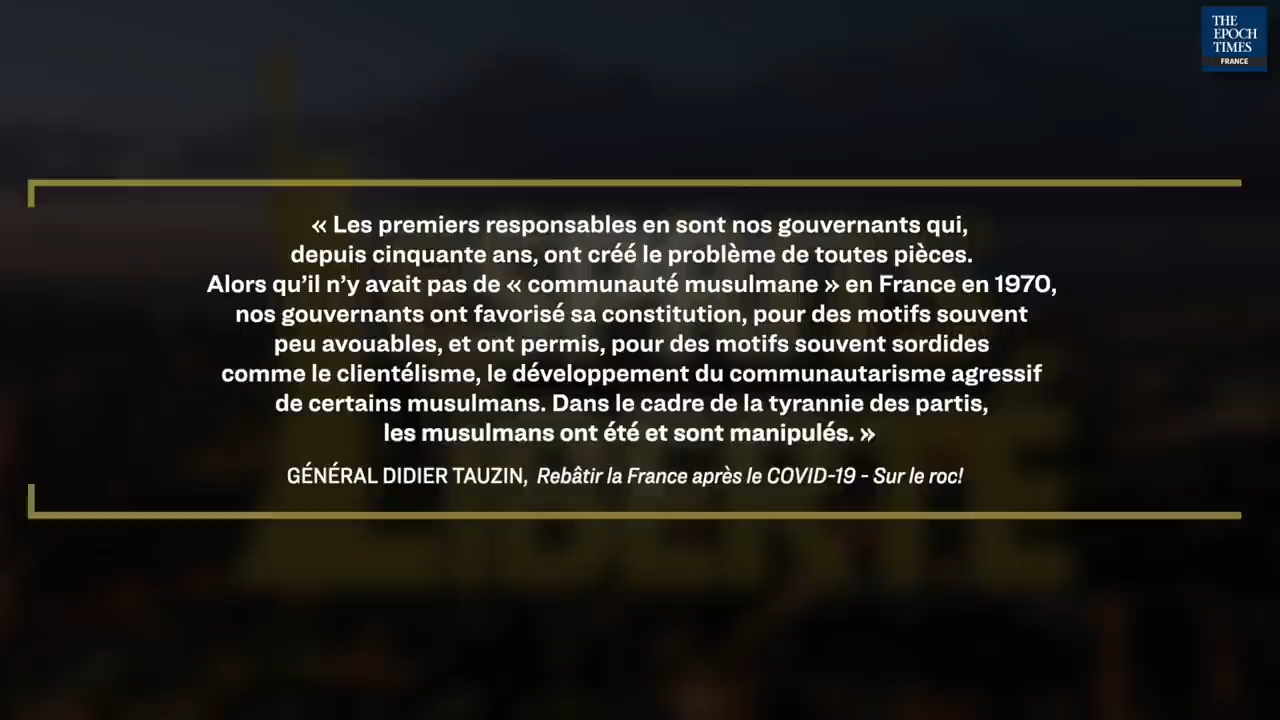 THE
EPOCH
TIMES
FRANCE
« Les premiers responsables en sont nos gouvernants qui,
depuis cinquante ans, ont créé le problème de toutes pièces.
Alors qu'il n'y avait pas de « communauté musulmane » en France en 1970,
nos gouvernants ont favorisé sa constitution, pour des motifs souvent
peu avouables, et ont permis, pour des motifs souvent sordides
comme le clientélisme, le développement du communautarisme agressif
de certains musulmans. Dans le cadre de la tyrannie des partis,
les musulmans ont été et sont manipulés. »
GÉNÉRAL DIDIER TAUZIN, Rebâtir la France après le COVID-19 - Sur le roc!